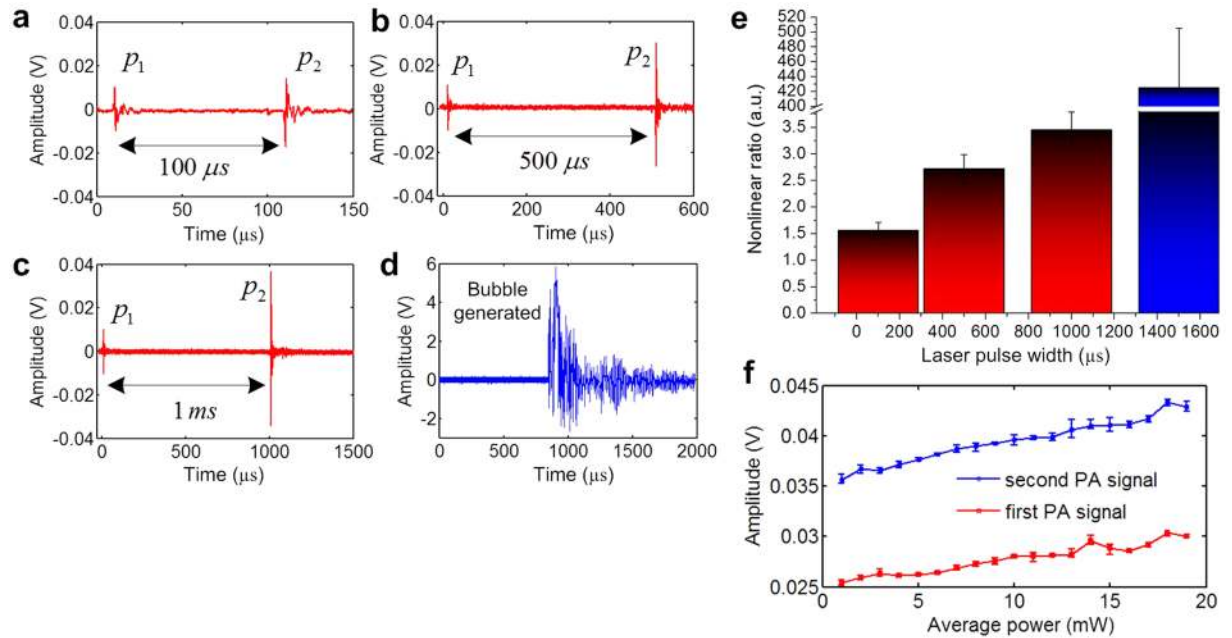 a
0.04
0.02
0
-0.02
-0.04
Amplitude (V)
p1
p2
100 μs
0 50 100 150
Time (μs)
b
0.04
0.02
0
-0.02
-0.04
Amplitude (V)
p1
p2
500 μs
0 200 400 600
Time (μs)
c
0.04
0.02
0
-0.02
-0.04
Amplitude (V)
p1
p2
1 ms
0 500 1000 1500
Time (μs)
d
6
4
2
0
-2
Amplitude (V)
Bubble
generated
0 500 1000 1500 2000
Time (μs)
e
520
500
480
460
440
420
400
3.5
3.0
2.5
2.0
1.5
1.0
0.5
0.0
Nonlinear ratio (a.u.)
0 200 400 600 800 1000 1200 1400 1600
Laser pulse width (μs)
f
0.045
0.04
0.035
0.03
0.025
Amplitude (V)
second PA signal
first PA signal
0 5 10 15 20
Average power (mW)